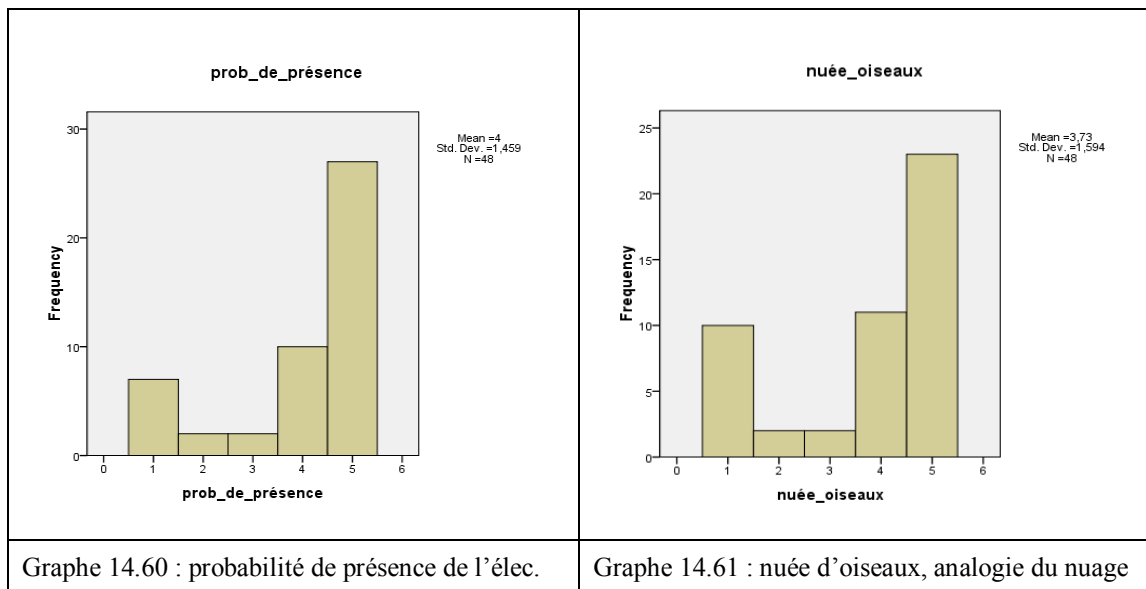 prob_de_présence
30
20
10
0
Frequency
0 1 2 3 4 5 6
prob_de_présence
Mean =4
Std. Dev. =1,459
N =48
Graphe 14.60 : probabilité de présence de l’élec.
nuée_oiseaux
25
20
15
10
5
0
Frequency
0 1 2 3 4 5 6
nuée_oiseaux
Mean =3,73
Std. Dev. =1,594
N =48
Graphe 14.61 : nuée d’oiseaux, analogie du nuage